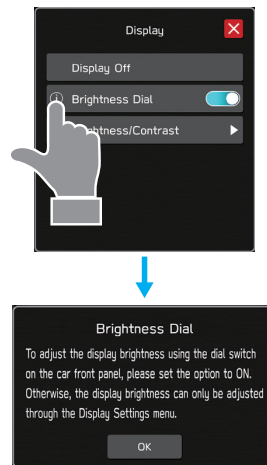 Display
Display Off
Brightness Dial
Brightness/Contrast
Brightness Dial
To adjust the display brightness using the dial switch
on the car front panel, please set the option to ON.
Otherwise, the display brightness can only be adjusted
through the Display Settings menu.
OK